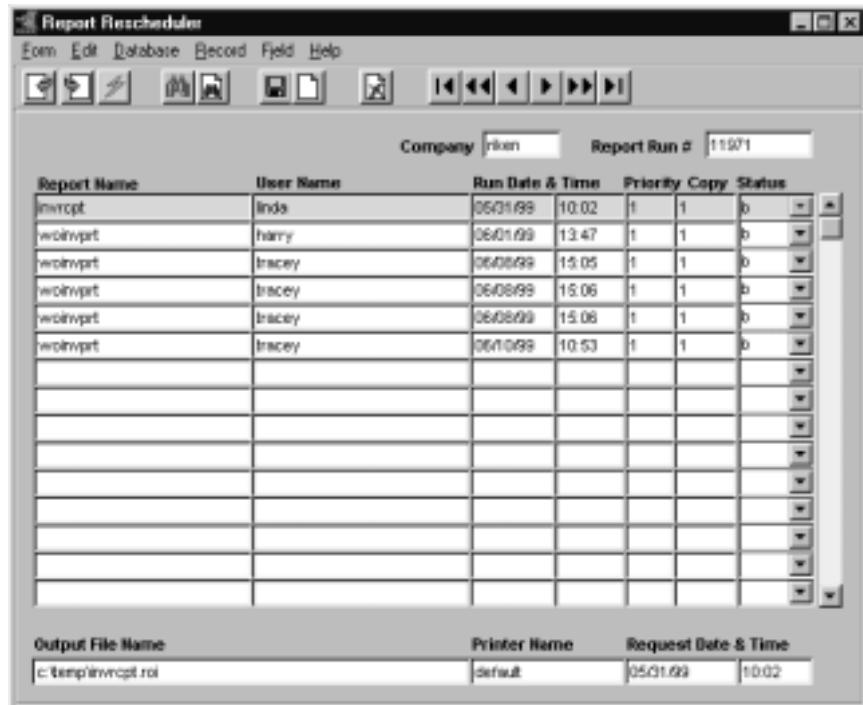 Report Rescheduler
Form Edit Database Record Field Help
Company riken Report Run # 11971
Report Name User Name Run Date & Time Priority Copy Status
invrcpt linda 05/31/99 10:02 1 1 b
woinvprt harry 06/01/99 13:47 1 1 b
woinvprt tracey 06/08/99 15:05 1 1 b
woinvprt tracey 06/08/99 15:06 1 1 b
woinvprt tracey 06/08/99 15:06 1 1 b
woinvprt tracey 06/10/99 10:53 1 1 b
Output File Name Printer Name Request Date & Time
c:\temp\invrcpt.roi default 05/31/99 10:02